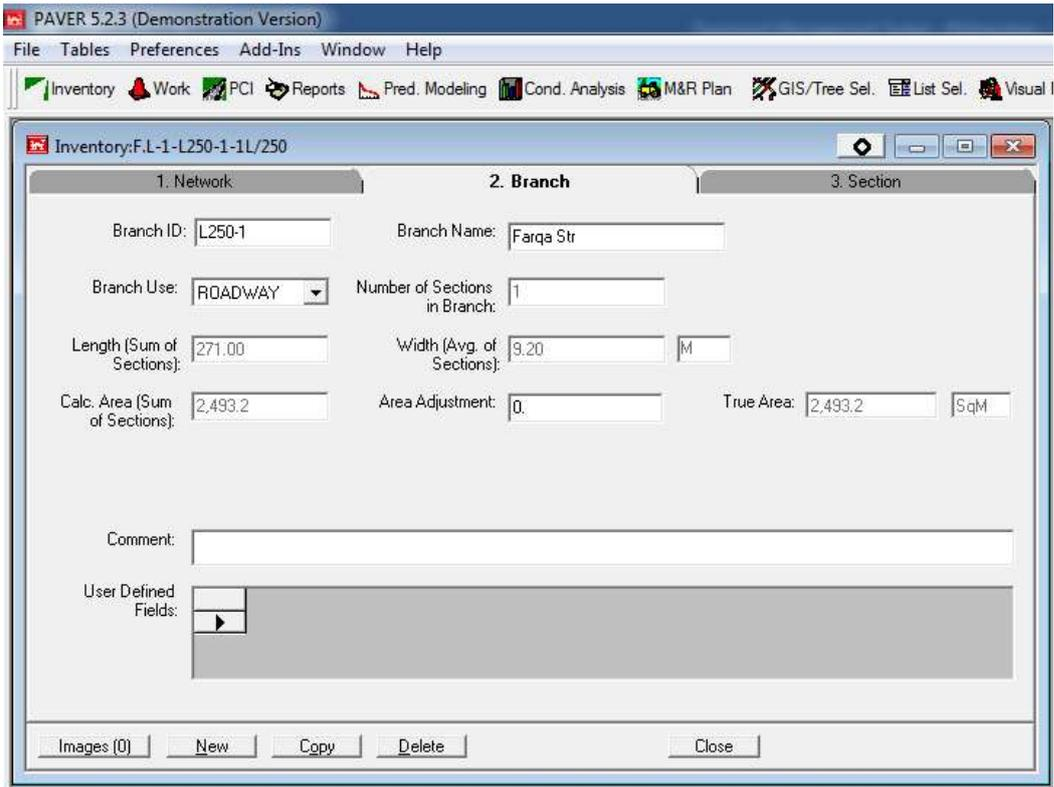 PAVER 5.2.3 (Demonstration Version)
File Tables Preferences Add-Ins Window Help
Inventory Work PCI Reports Pred. Modeling Cond. Analysis M&R Plan GIS/Tree Sel. List Sel. Visual
Inventory:F.L-1-L250-1-1L/250
1. Network 2. Branch 3. Section
Branch ID: L250-1 Branch Name: Farqa Str
Branch Use: ROADWAY Number of Sections
in Branch: 1
Length (Sum of
Sections): 271.00 Width (Avg. of
Sections): 9.20 M
Calc. Area (Sum
of Sections): 2,493.2 Area Adjustment: 0. True Area: 2,493.2 SqM
Comment:
User Defined
Fields:
Images (0) New Copy Delete Close